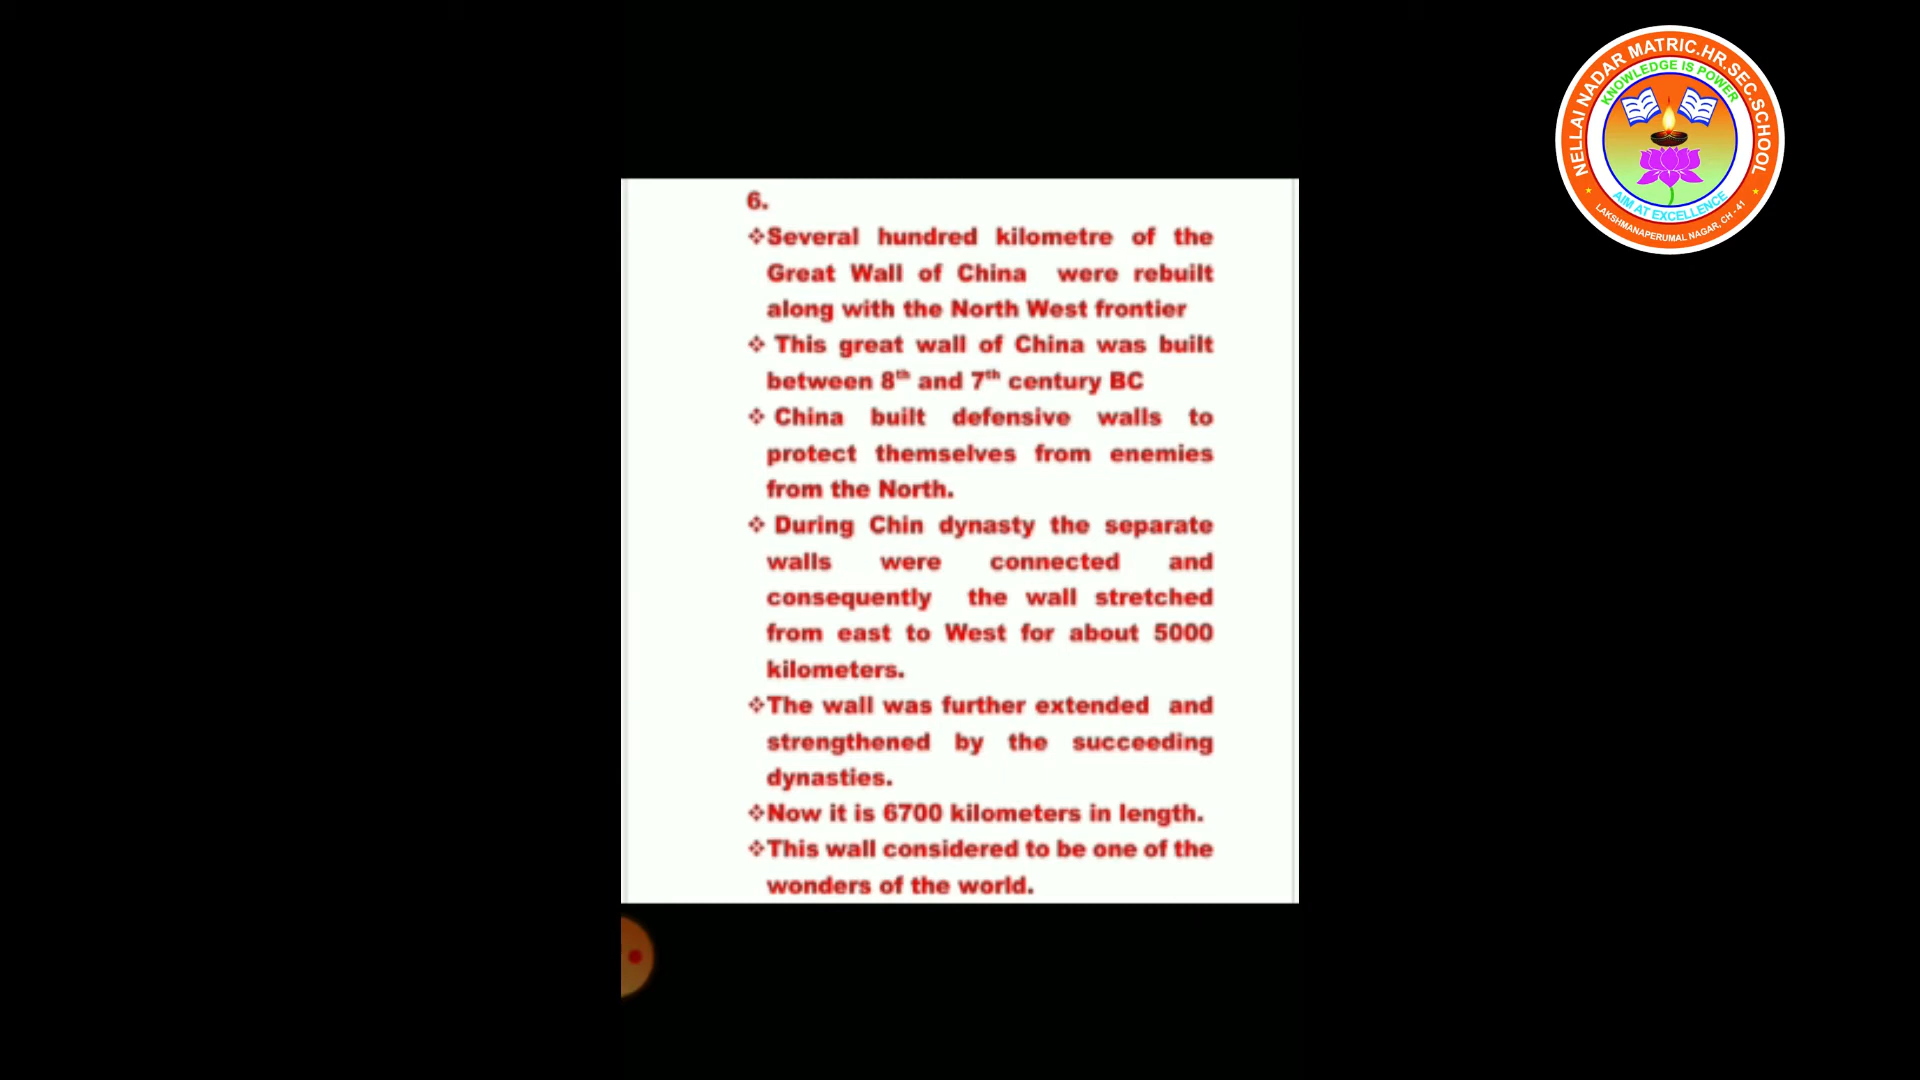 6.
❖Several hundred kilometre of the
Great Wall of China were rebuilt
along with the North West frontier
❖ This great wall of China was built
between 8th and 7th century BC
❖ China built defensive walls to
protect themselves from enemies
from the North.
❖ During Chin dynasty the separate
walls were connected and
consequently the wall stretched
from east to West for about 5000
kilometers.
❖The wall was further extended and
strengthened by the succeeding
dynasties.
❖Now it is 6700 kilometers in length.
❖This wall considered to be one of the
wonders of the world.
NELLAI NADAR MATRIC.HR.SEC.SCHOOL
KNOWLEDGE IS POWER
AIM AT EXCELLENCE
LAKSHMANAPERUMAL NAGAR, CH - 41